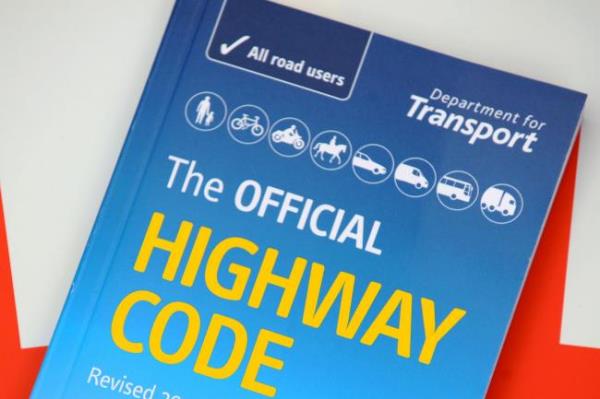 All road users
Department for
Transport
The OFFICIAL
HIGHWAY
CODE
Revised